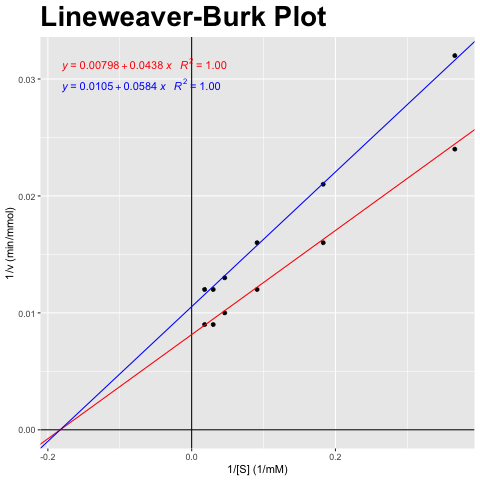 Lineweaver-Burk Plot
y = 0.00798 + 0.0438 x R² = 1.00
y = 0.0105 + 0.0584 x R² = 1.00
0.03
0.02
0.01
0.00
1/v (min/mmol)
-0.2 0.0 0.2
1/[S] (1/mM)